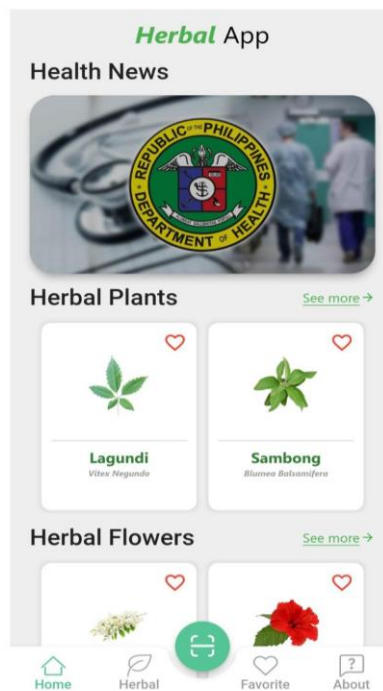 Herbal App
Health News
REPUBLIC OF THE PHILIPPINES
DEPARTMENT OF HEALTH
Herbal Plants
See more →
Lagundi
Vitex Negundo
Sambong
Blumea Balsamifera
Herbal Flowers
See more →
Home
Herbal
Favorite
About